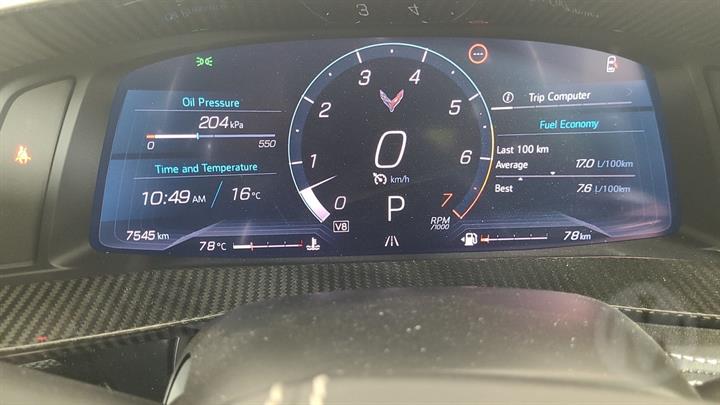 Oil Pressure
204 kPa
0 550
Time and Temperature
10:49 AM / 16 °C
7545 km
78 °C
0 1 2 3 4 5 6 7
0
km/h
P
V8
RPM
/1000
Trip Computer
Fuel Economy
Last 100 km
Average 17.0 L/100km
Best 7.6 L/100km
78 km
3 4